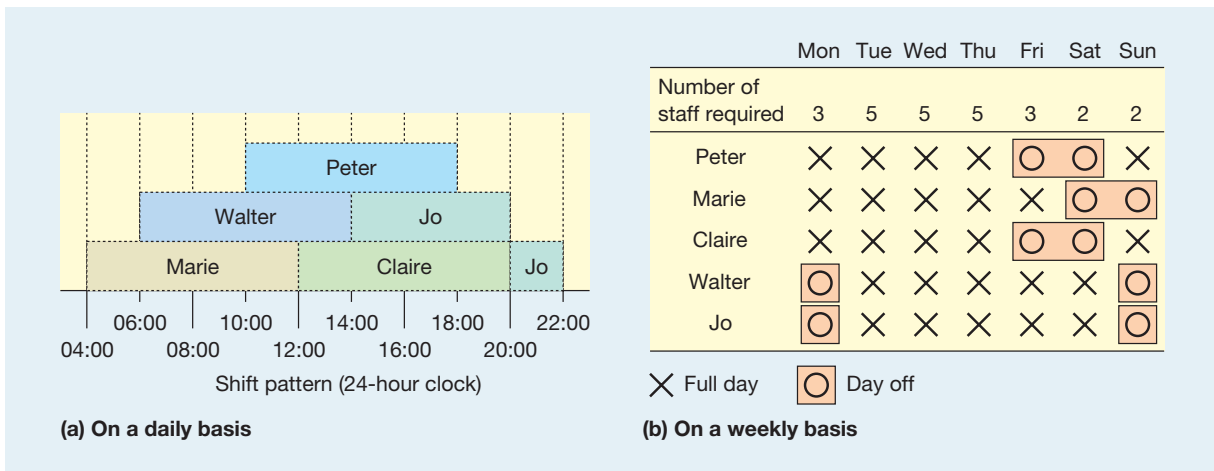 Peter
Walter Jo
Marie Claire Jo
06:00 10:00 14:00 18:00 22:00
04:00 08:00 12:00 16:00 20:00
Shift pattern (24-hour clock)
(a) On a daily basis
Mon Tue Wed Thu Fri Sat Sun
Number of
staff required 3 5 5 5 3 2 2
Peter
Marie
Claire
Walter
Jo
Full day Day off
(b) On a weekly basis